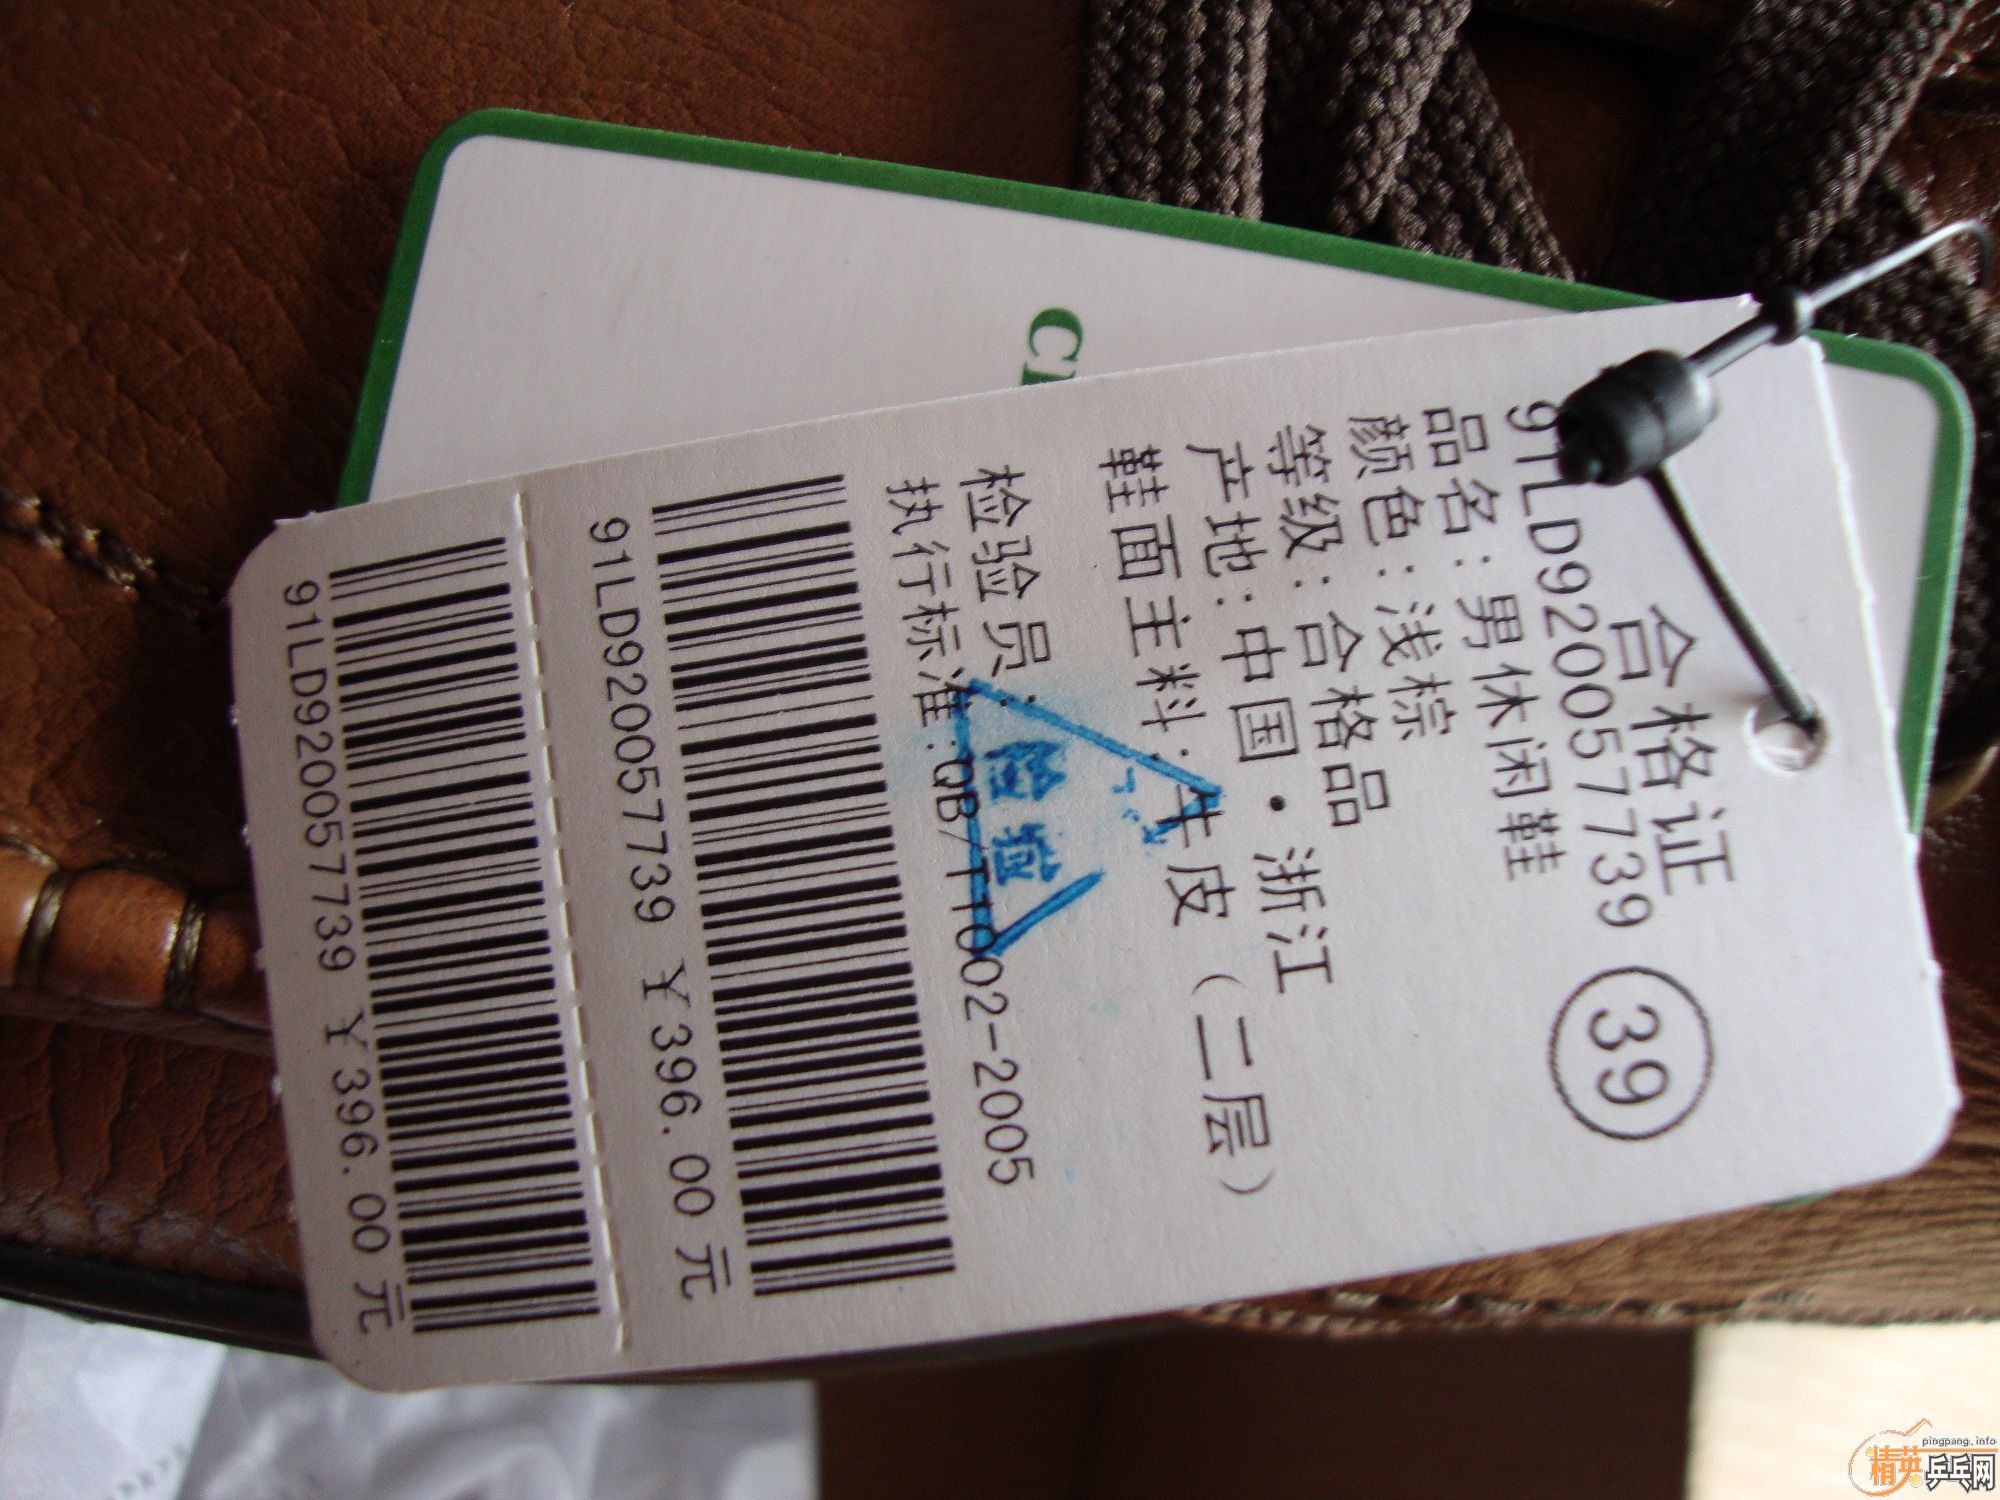 合格证
91LD920057739 39
品名：男休闲鞋
颜色：浅棕
等级：合格品
产地：中国·浙江
鞋面主料：牛皮（二层）
检验员：
检验
执行标准：QB/T1002-2005
91LD920057739 ￥396.00元
91LD920057739 ￥396.00元
pingpang.info
精英乒乓网